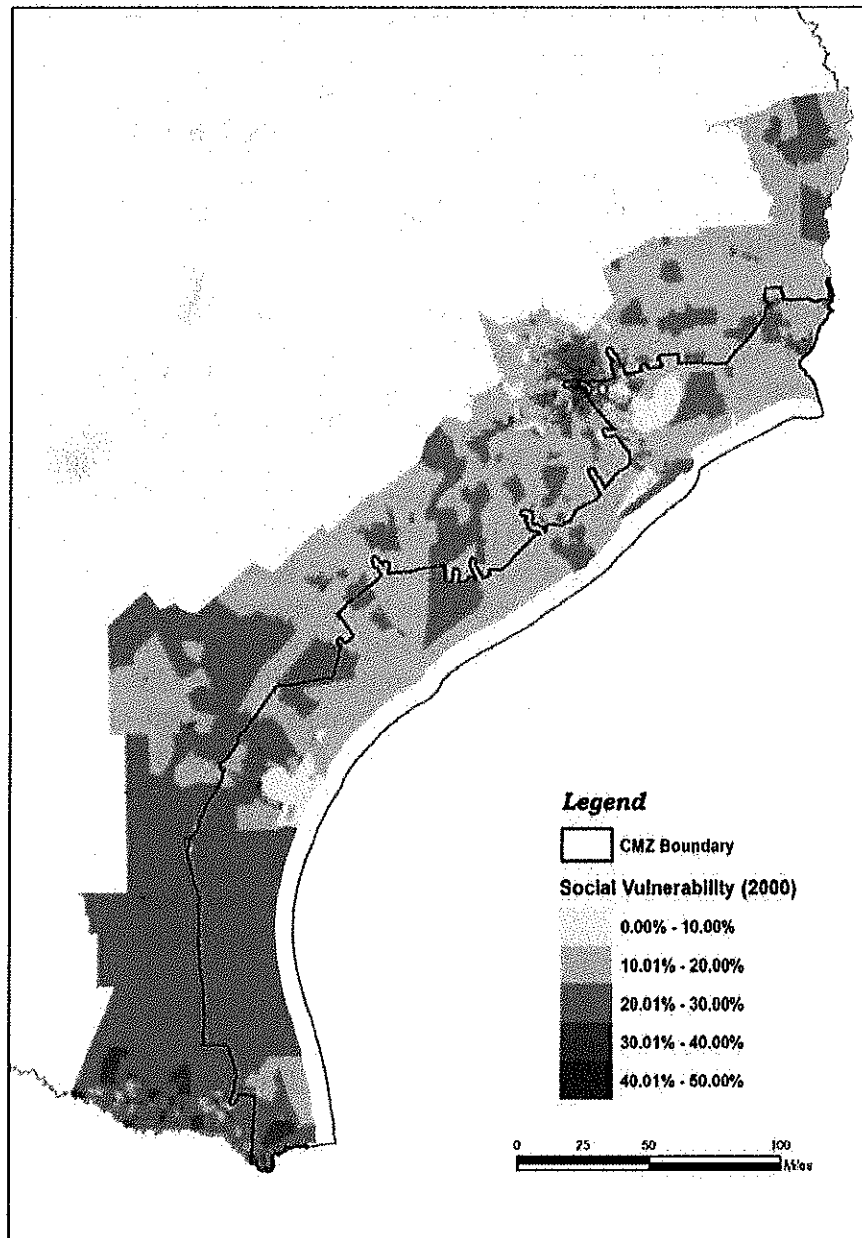 Legend
CMZ Boundary
Social Vulnerability (2000)
0.00% - 10.00%
10.01% - 20.00%
20.01% - 30.00%
30.01% - 40.00%
40.01% - 50.00%
0 25 50 100
Miles